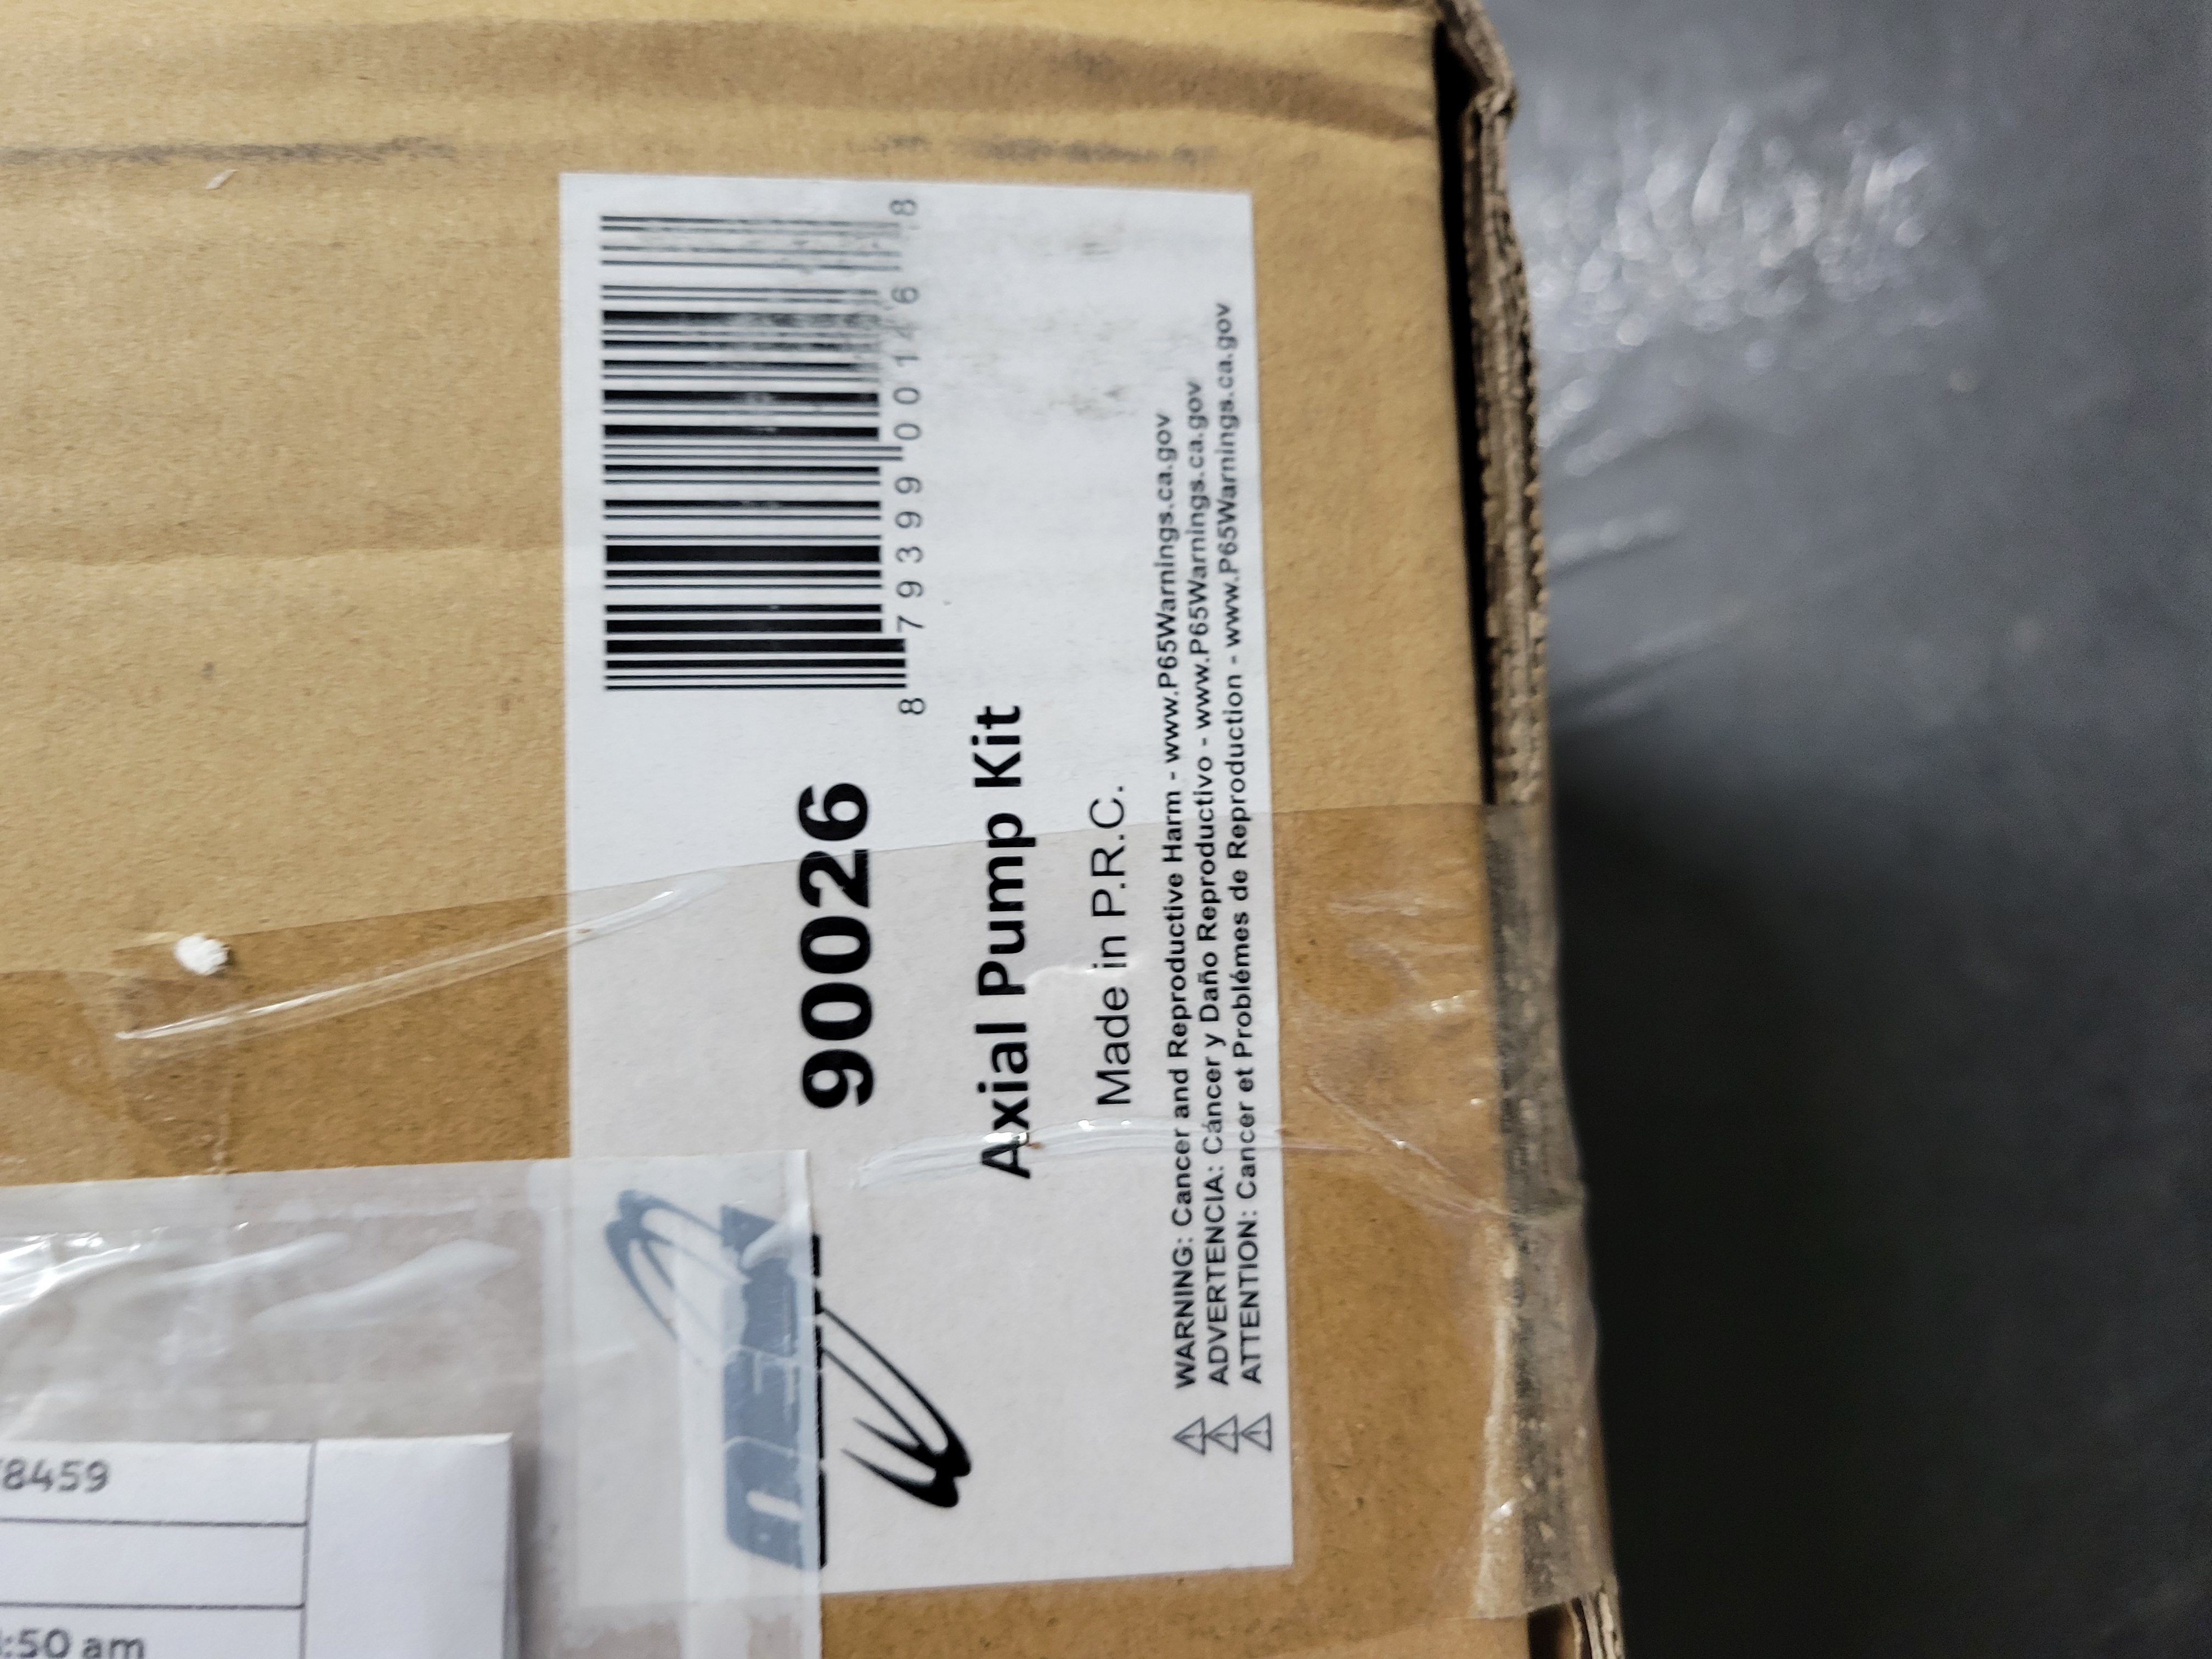 90026
8 79399 00146 8
Axial Pump Kit
Made in P.R.C.
WARNING: Cancer and Reproductive Harm - www.P65Warnings.ca.gov
ADVERTENCIA: Cáncer y Daño Reproductivo - www.P65Warnings.ca.gov
ATTENTION: Cancer et Problémes de Reproduction - www.P65Warnings.ca.gov
8459
:50 am